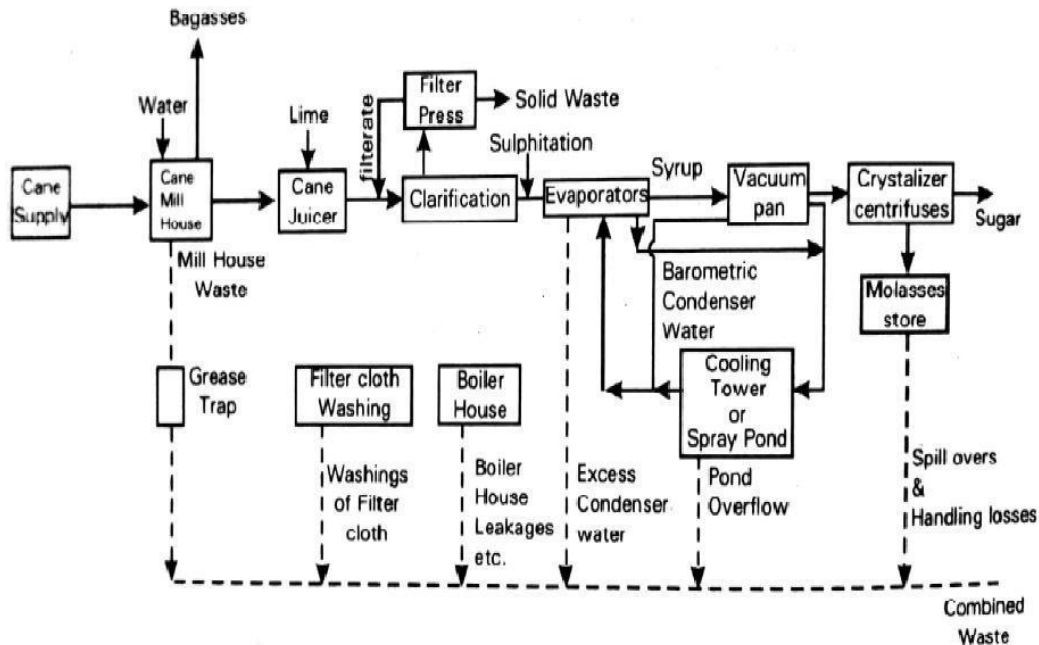 Bagasses
Water
Lime
filterate
Filter
Press
Solid Waste
Sulphitation
Cane
Supply
Cane
Mill
House
Cane
Juicer
Clarification
Evaporators
Syrup
Vacuum
pan
Crystalizer
centrifuses
Sugar
Mill House
Waste
Barometric
Condenser
Water
Molasses
store
Grease
Trap
Filter cloth
Washing
Boiler
House
Cooling
Tower
or
Spray Pond
Washings
of Filter
cloth
Boiler
House
Leakages
etc.
Excess
Condenser
water
Pond
Overflow
Spill overs
&
Handling losses
Combined
Waste